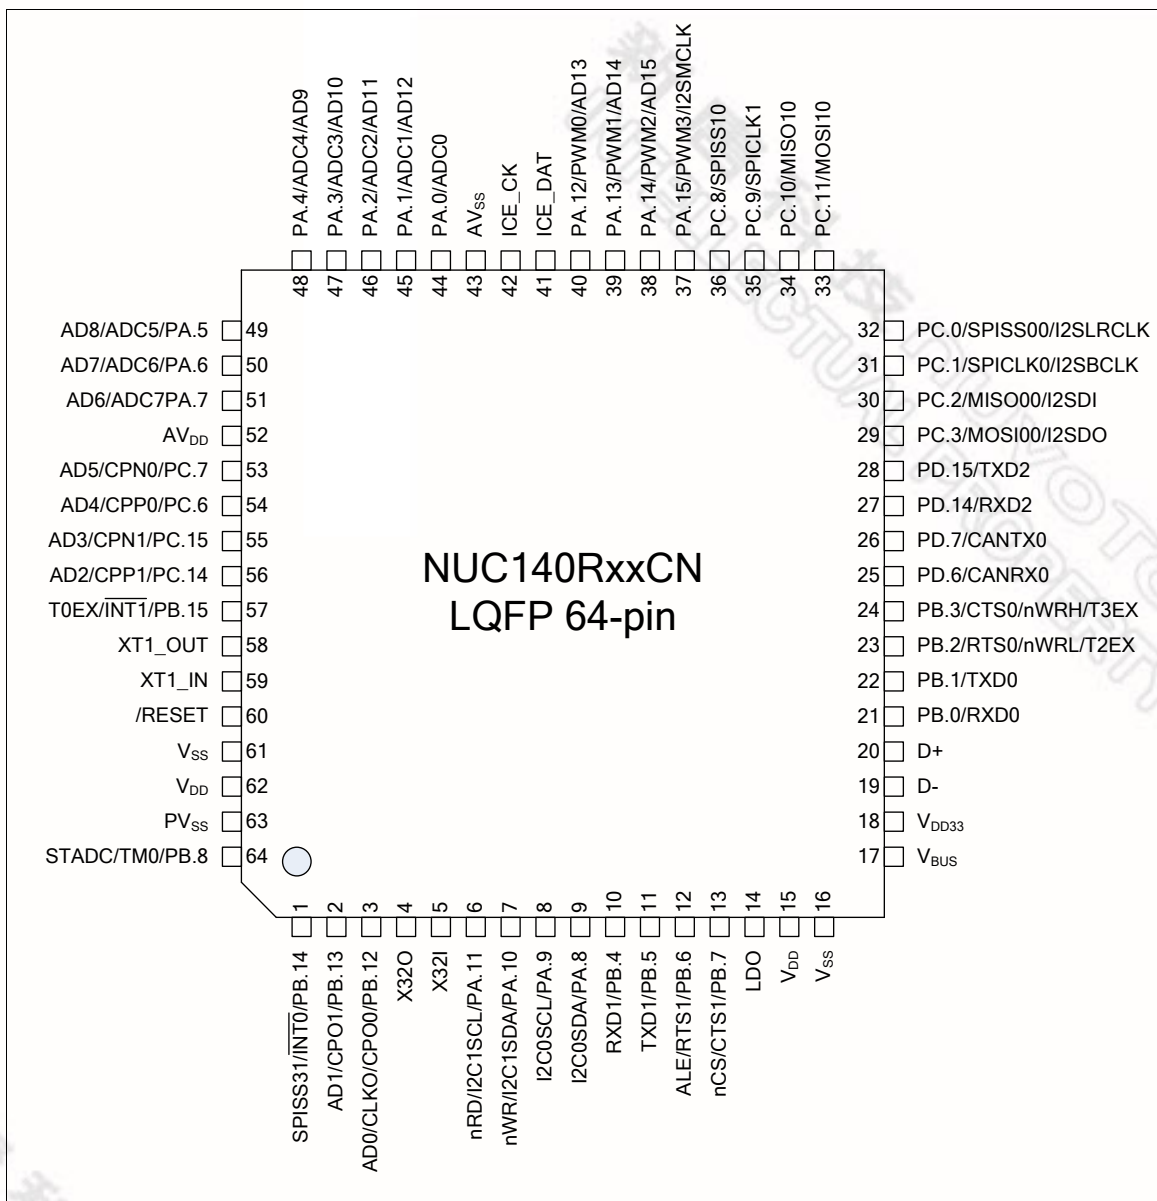 PA.4/ADC4/AD9
PA.3/ADC3/AD10
PA.2/ADC2/AD11
PA.1/ADC1/AD12
PA.0/ADC0
AVSS
ICE_CK
ICE_DAT
PA.12/PWM0/AD13
PA.13/PWM1/AD14
PA.14/PWM2/AD15
PA.15/PWM3/I2SMCLK
PC.8/SPISS10
PC.9/SPICLK1
PC.10/MISO10
PC.11/MOSI10
48
47
46
45
44
43
42
41
40
39
38
37
36
35
34
33
AD8/ADC5/PA.5 49
AD7/ADC6/PA.6 50
AD6/ADC7PA.7 51
AVDD 52
AD5/CPN0/PC.7 53
AD4/CPP0/PC.6 54
AD3/CPN1/PC.15 55
AD2/CPP1/PC.14 56
T0EX/INT1/PB.15 57
XT1_OUT 58
XT1_IN 59
/RESET 60
VSS 61
VDD 62
PVSS 63
STADC/TM0/PB.8 64
NUC140RxxCN
LQFP 64-pin
32 PC.0/SPISS00/I2SLRCLK
31 PC.1/SPICLK0/I2SBCLK
30 PC.2/MISO00/I2SDI
29 PC.3/MOSI00/I2SDO
28 PD.15/TXD2
27 PD.14/RXD2
26 PD.7/CANTX0
25 PD.6/CANRX0
24 PB.3/CTS0/nWRH/T3EX
23 PB.2/RTS0/nWRL/T2EX
22 PB.1/TXD0
21 PB.0/RXD0
20 D+
19 D-
18 VDD33
17 VBUS
1
2
3
4
5
6
7
8
9
10
11
12
13
14
15
16
SPISS31/INT0/PB.14
AD1/CPO1/PB.13
AD0/CLKO/CPO0/PB.12
X32O
X32I
nRD/I2C1SCL/PA.11
nWR/I2C1SDA/PA.10
I2C0SCL/PA.9
I2C0SDA/PA.8
RXD1/PB.4
TXD1/PB.5
ALE/RTS1/PB.6
nCS/CTS1/PB.7
LDO
VDD
VSS
新唐科技 NUVOTO
INTELLECTUAL PROPERTY